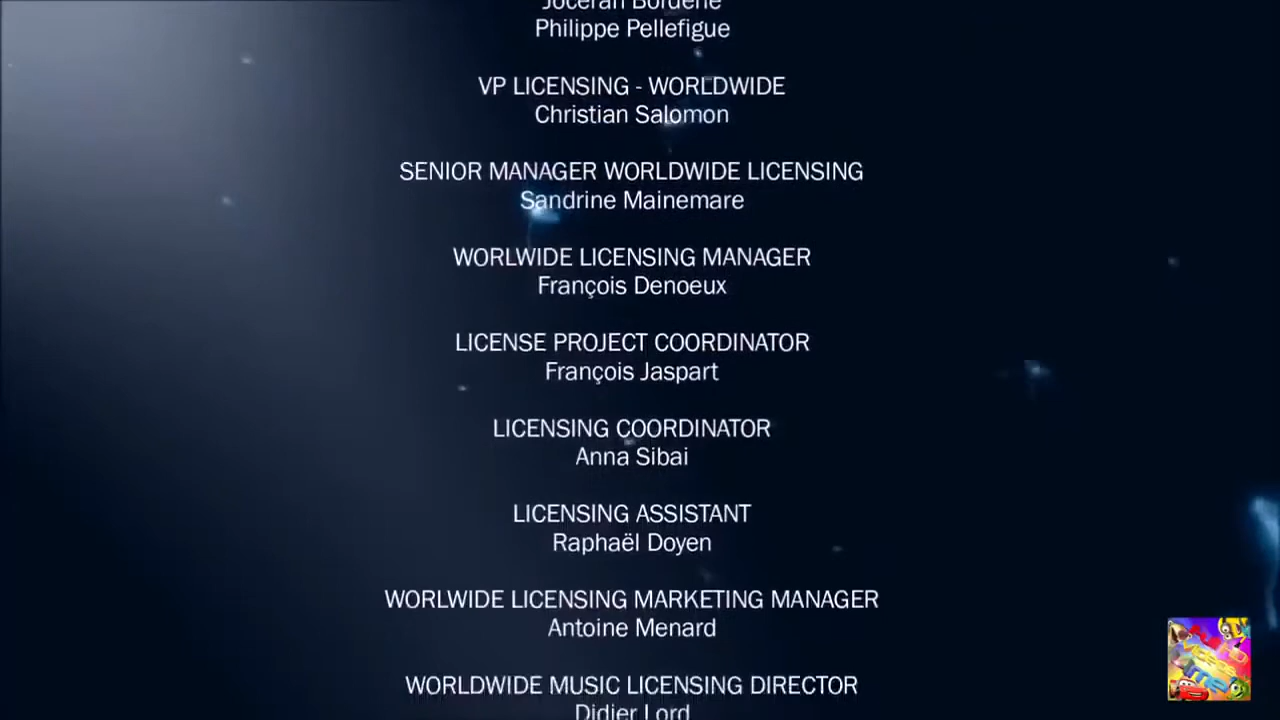 Joceran Borderie
Philippe Pellefigue
VP LICENSING - WORLDWIDE
Christian Salomon
SENIOR MANAGER WORLDWIDE LICENSING
Sandrine Mainemare
WORLWIDE LICENSING MANAGER
François Denoeux
LICENSE PROJECT COORDINATOR
François Jaspart
LICENSING COORDINATOR
Anna Sibai
LICENSING ASSISTANT
Raphaël Doyen
WORLWIDE LICENSING MARKETING MANAGER
Antoine Menard
WORLDWIDE MUSIC LICENSING DIRECTOR
Didier Lord